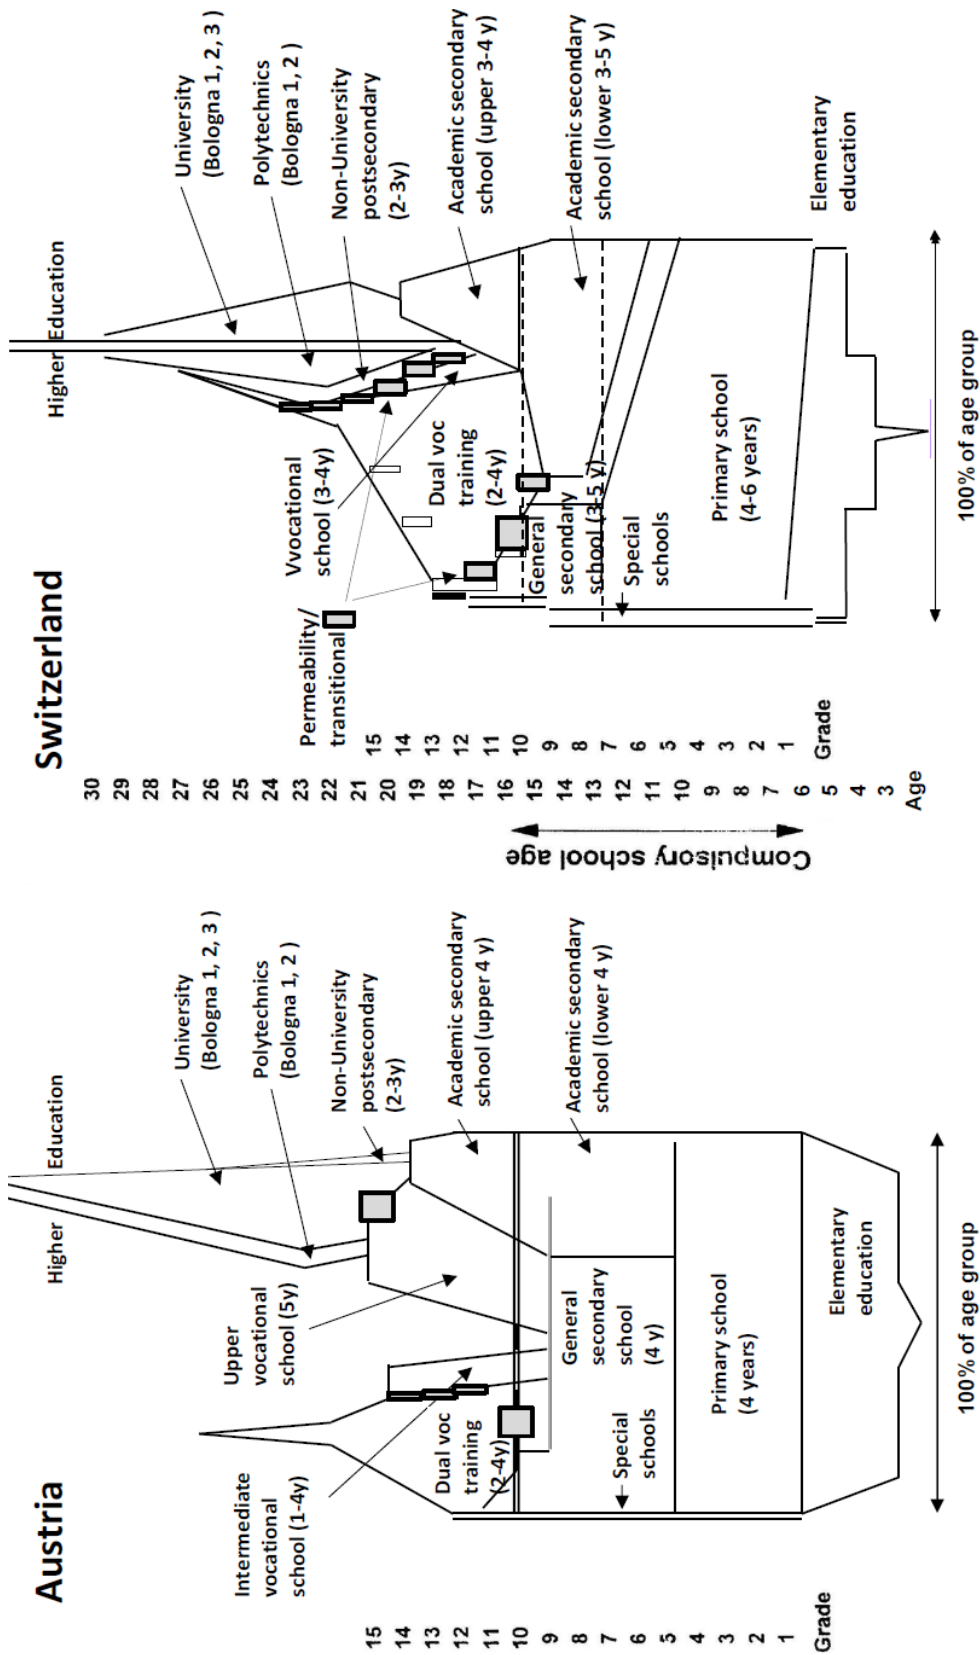 Austria
Higher Education
University
(Bologna 1, 2, 3 )
Polytechnics
(Bologna 1, 2 )
Non-University
postsecondary
(2-3y)
Academic secondary
school (upper 4 y)
Academic secondary
school (lower 4 y)
Upper
vocational
school (5y)
Intermediate
vocational
school (1-4y)
Dual voc
training
(2-4y)
General
secondary
school
(4 y)
Special
schools
Primary school
(4 years)
Elementary
education
100% of age group
15
14
13
12
11
10
9
8
7
6
5
4
3
2
1
Grade
Compulsory school age
30
29
28
27
26
25
24
23
22
21
20
19
18
17
16
15
14
13
12
11
10
9
8
7
6
5
4
3
Age
Switzerland
Higher Education
University
(Bologna 1, 2, 3 )
Polytechnics
(Bologna 1, 2 )
Non-University
postsecondary
(2-3y)
Academic secondary
school (upper 3-4 y)
Academic secondary
school (lower 3-5 y)
Vvocational
school (3-4y)
Permeability/
transitional
Dual voc
training
(2-4y)
General
secondary
school (3-5 y)
Special
schools
Primary school
(4-6 years)
Elementary
education
100% of age group
15
14
13
12
11
10
9
8
7
6
5
4
3
2
1
Grade